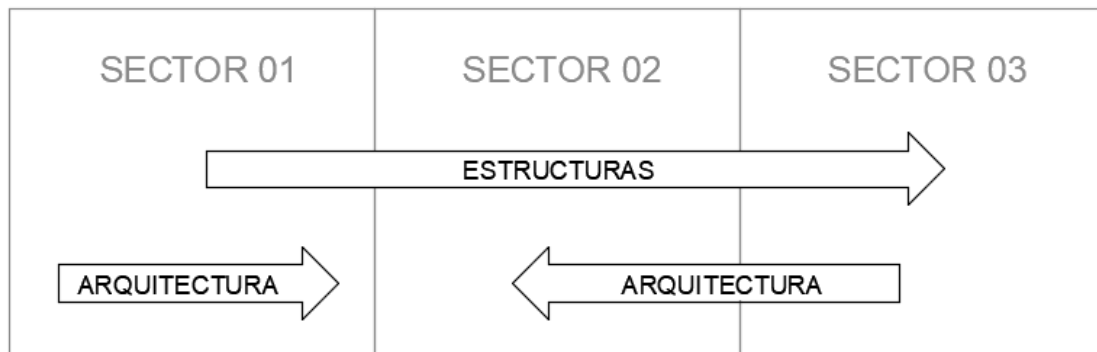 SECTOR 01
SECTOR 02
SECTOR 03
ESTRUCTURAS
ARQUITECTURA
ARQUITECTURA